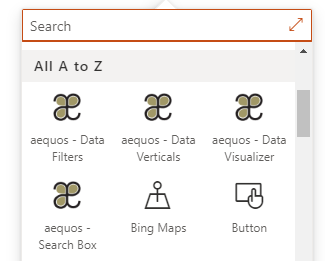 Search
All A to Z
aequos - Data
Filters
aequos - Data
Verticals
aequos - Data
Visualizer
aequos -
Search Box
Bing Maps
Button